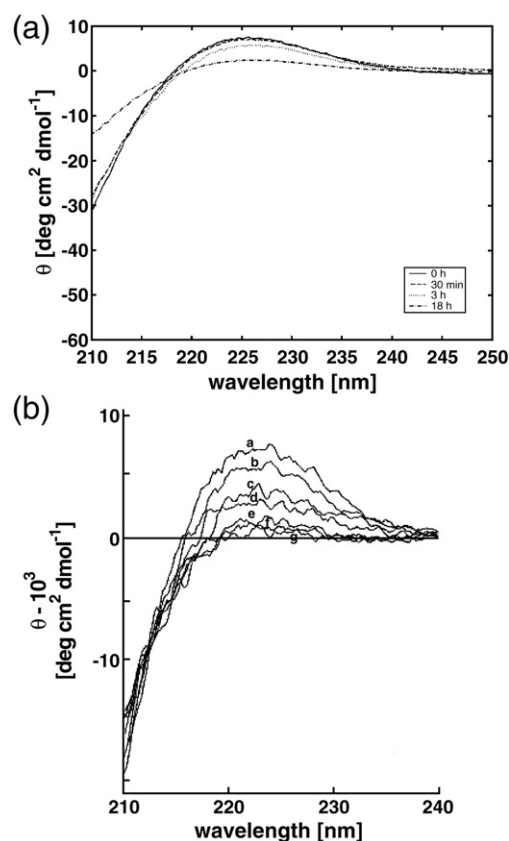 (a)
10
0
-10
-20
-30
-40
-50
-60
θ [deg cm² dmol⁻¹]
0 h
30 min
3 h
18 h
210 215 220 225 230 235 240 245 250
wavelength [nm]
(b)
10
0
-10
θ - 10³
[deg cm² dmol⁻¹]
a
b
c
d
e
f
g
210 220 230 240
wavelength [nm]